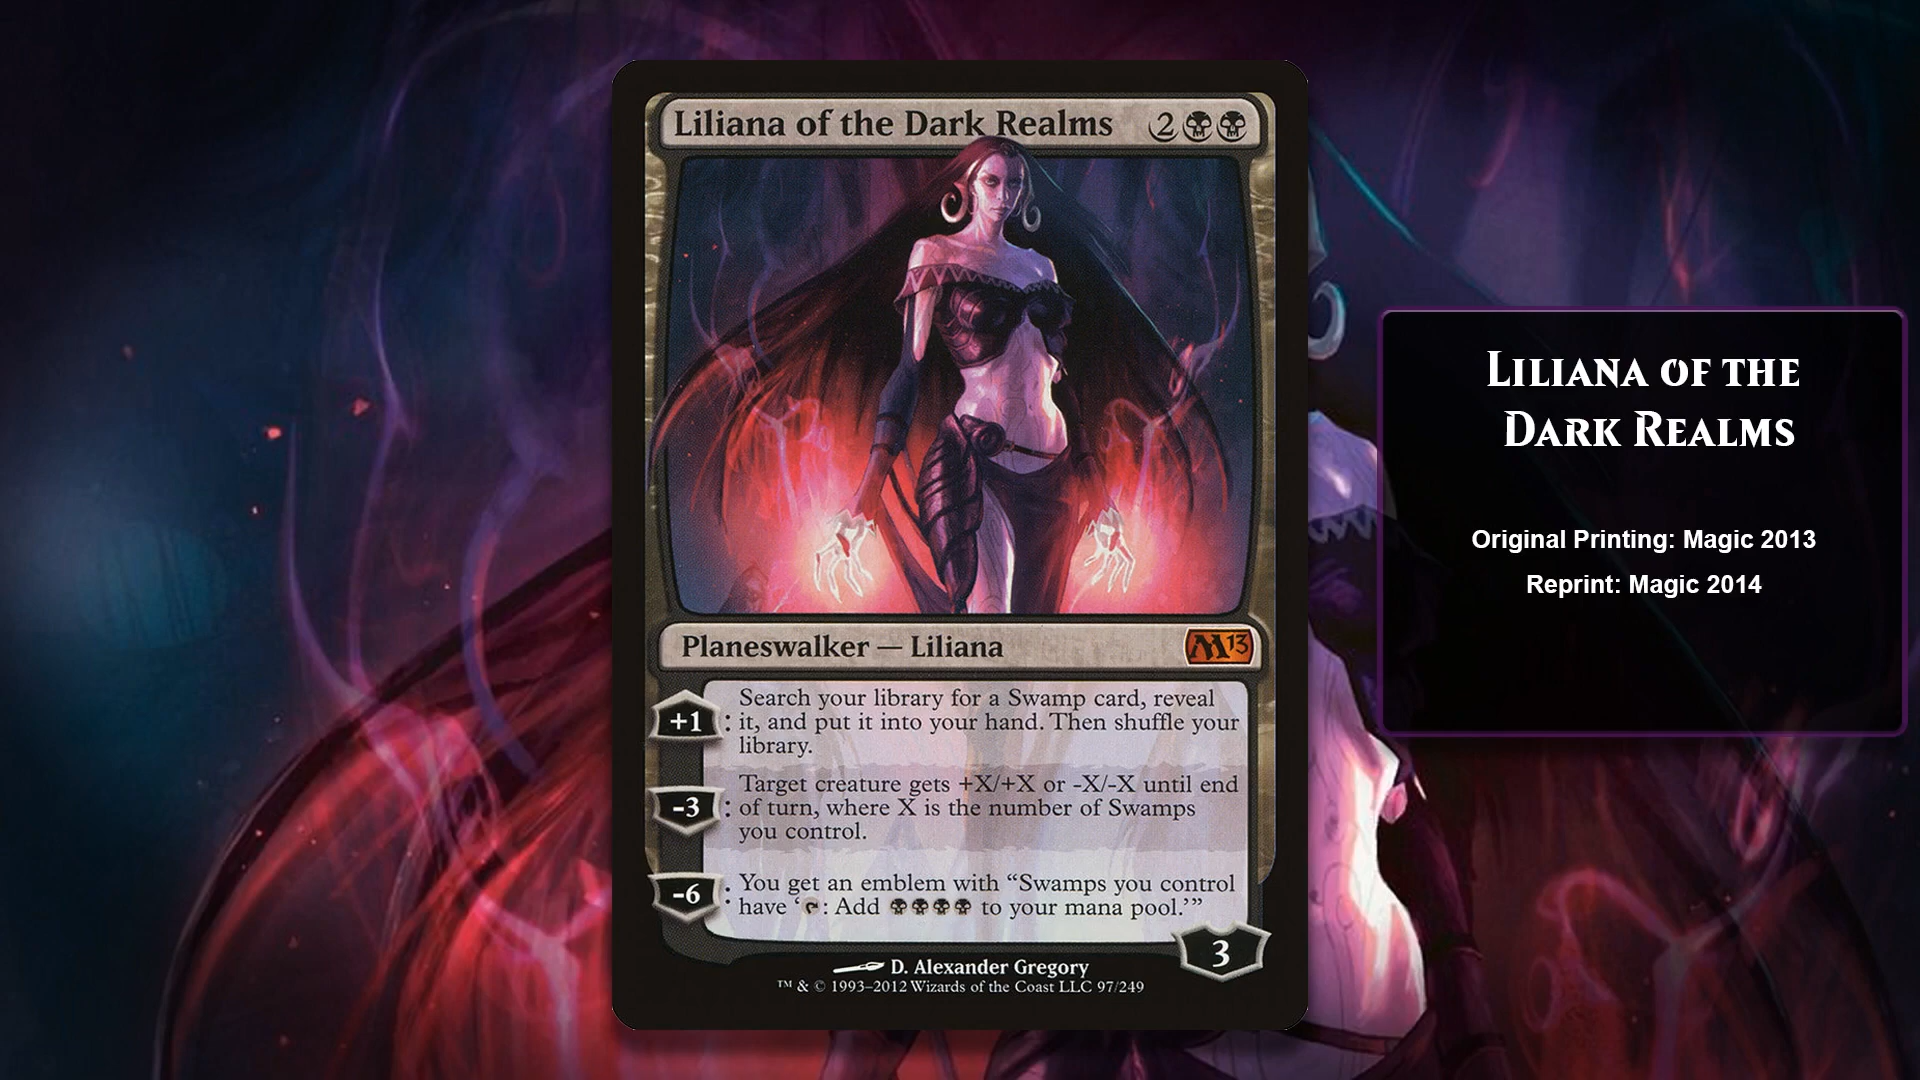 Liliana of the Dark Realms 2
Planeswalker — Liliana M13
+1 : Search your library for a Swamp card, reveal
it, and put it into your hand. Then shuffle your
library.
-3 : Target creature gets +X/+X or -X/-X until end
of turn, where X is the number of Swamps
you control.
-6 : You get an emblem with “Swamps you control
have ‘: Add to your mana pool.’”
3
D. Alexander Gregory
™ & © 1993–2012 Wizards of the Coast LLC 97/249
Liliana of the
Dark Realms
Original Printing: Magic 2013
Reprint: Magic 2014